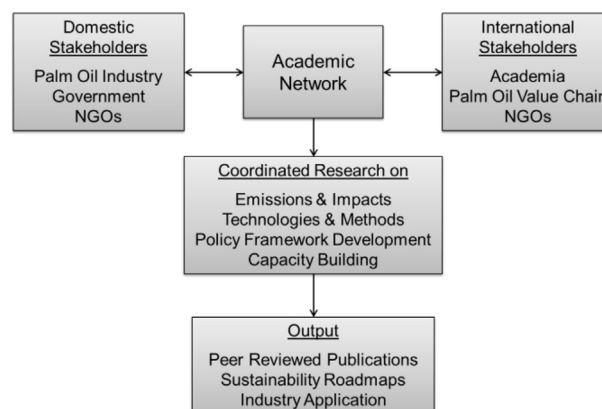 Domestic
Stakeholders
Palm Oil Industry
Government
NGOs
Academic
Network
International
Stakeholders
Academia
Palm Oil Value Chain
NGOs
Coordinated Research on
Emissions & Impacts
Technologies & Methods
Policy Framework Development
Capacity Building
Output
Peer Reviewed Publications
Sustainability Roadmaps
Industry Application